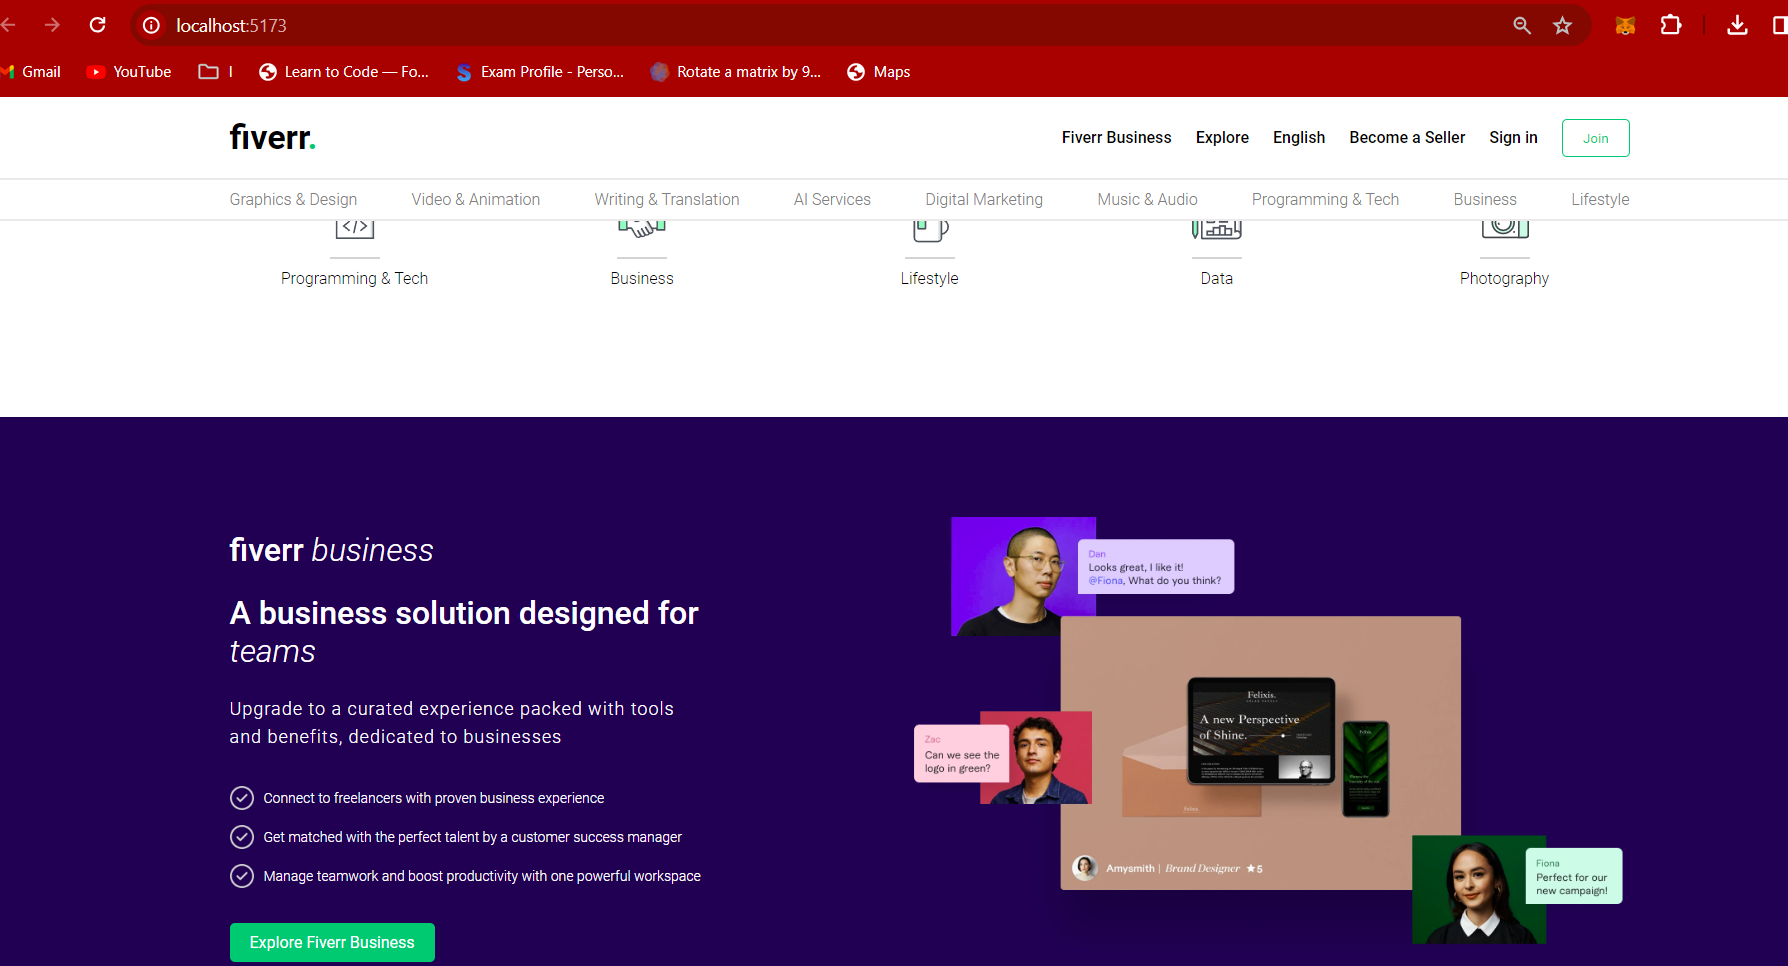 localhost:5173
Gmail
YouTube
I
Learn to Code — Fo...
Exam Profile - Perso...
Rotate a matrix by 9...
Maps
fiverr.
Fiverr Business
Explore
English
Become a Seller
Sign in
Join
Graphics & Design
Video & Animation
Writing & Translation
AI Services
Digital Marketing
Music & Audio
Programming & Tech
Business
Lifestyle
Programming & Tech
Business
Lifestyle
Data
Photography
fiverr business
A business solution designed for
teams
Upgrade to a curated experience packed with tools
and benefits, dedicated to businesses
Connect to freelancers with proven business experience
Get matched with the perfect talent by a customer success manager
Manage teamwork and boost productivity with one powerful workspace
Explore Fiverr Business
Dan
Looks great, I like it!
@Fiona, What do you think?
Zac
Can we see the
logo in green?
Felixis.
A new Perspective
of Shine.
Amysmith | Brand Designer ★5
Fiona
Perfect for our
new campaign!